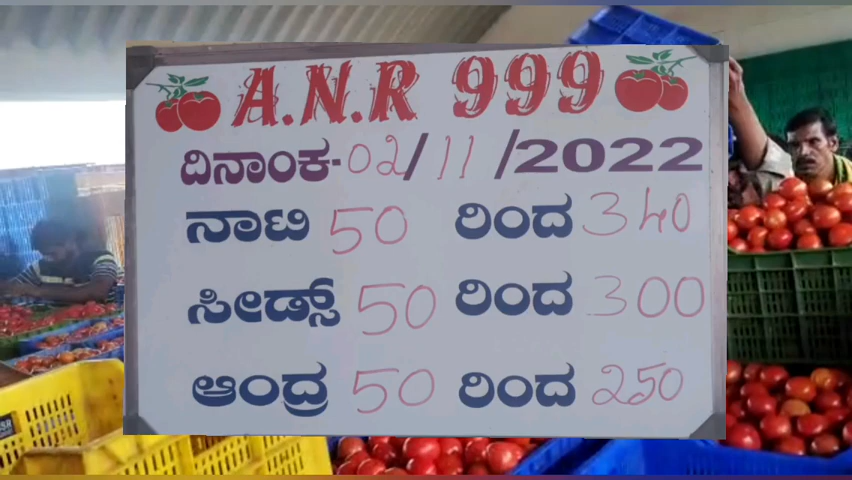 A.N.R 999
ದಿನಾಂಕ- 02/11/2022
ನಾಟಿ 50 ರಿಂದ 340
ಸೀಡ್ಸ್ 50 ರಿಂದ 300
ಆಂದ್ರ 50 ರಿಂದ 250